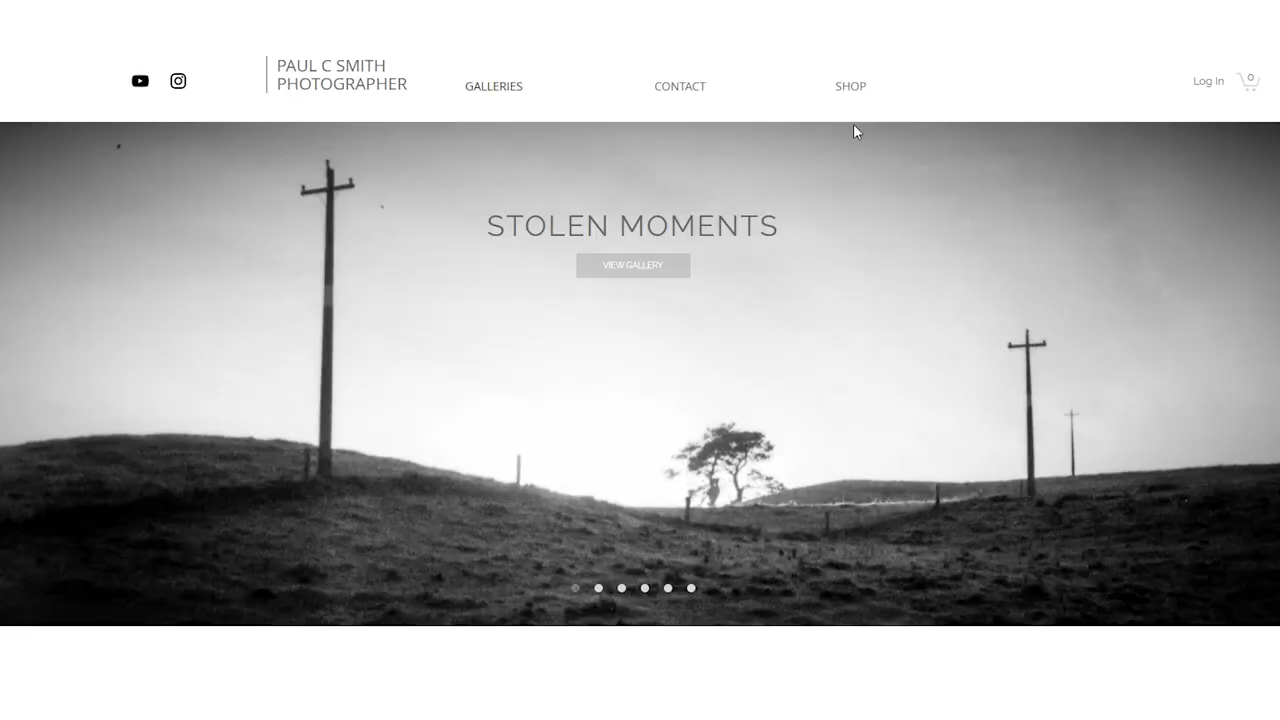 PAUL C SMITH
PHOTOGRAPHER
GALLERIES
CONTACT
SHOP
Log In
0
STOLEN MOMENTS
VIEW GALLERY